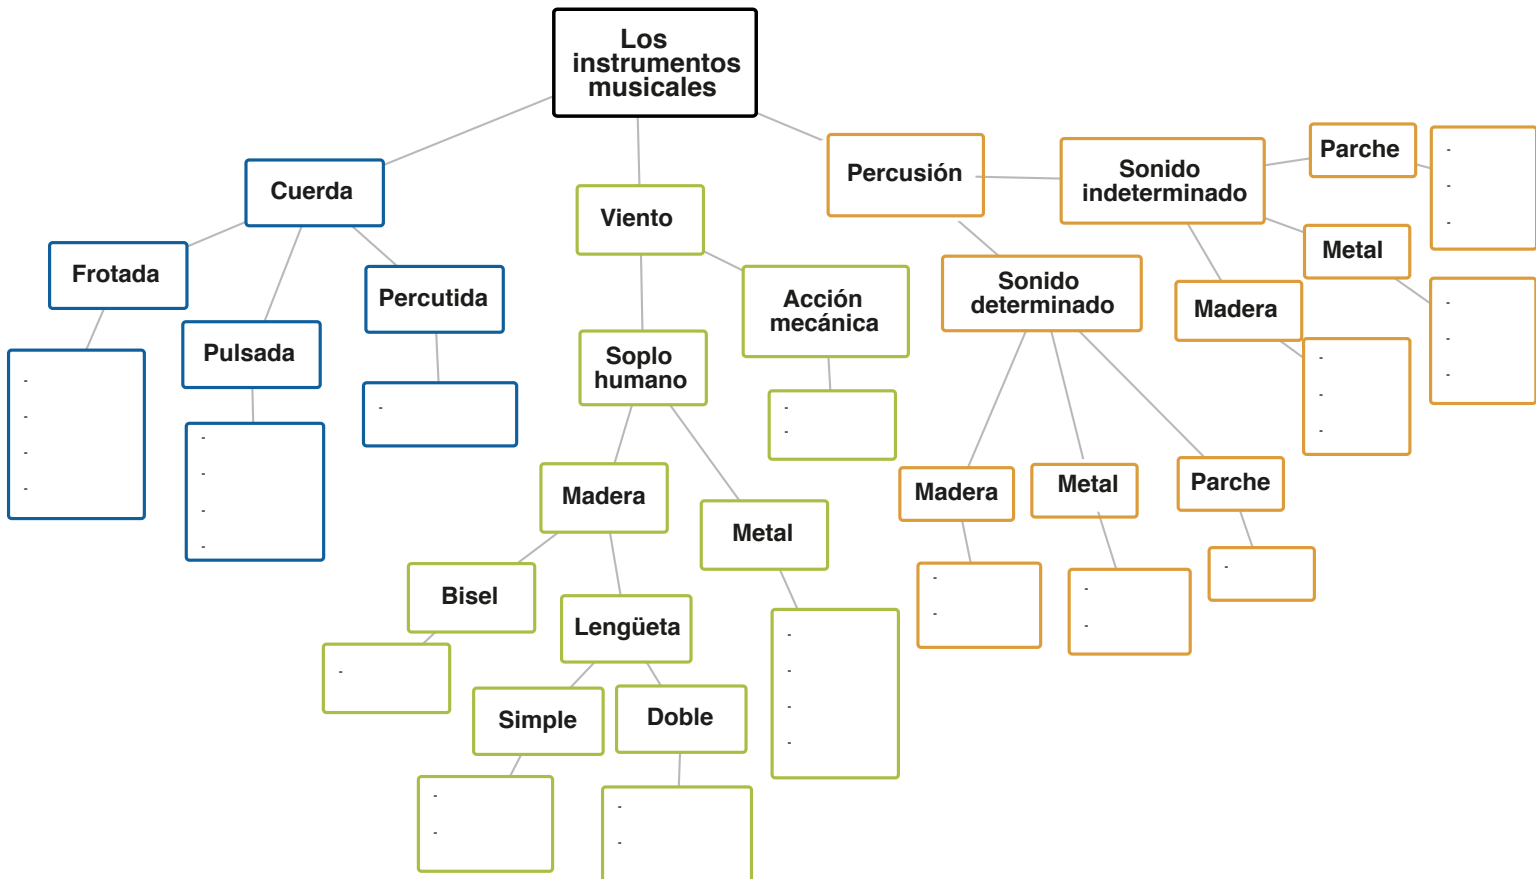 Los
instrumentos
musicales
Cuerda
Frotada
-
-
-
-
Pulsada
-
-
-
-
Percutida
-
Viento
Soplo
humano
Madera
Bisel
-
Lengüeta
Simple
-
-
Doble
-
-
Metal
-
-
-
-
Acción
mecánica
-
-
Percusión
Sonido
determinado
Madera
-
-
Metal
-
-
Parche
-
Sonido
indeterminado
Madera
-
-
-
Metal
-
-
-
Parche
-
-
-